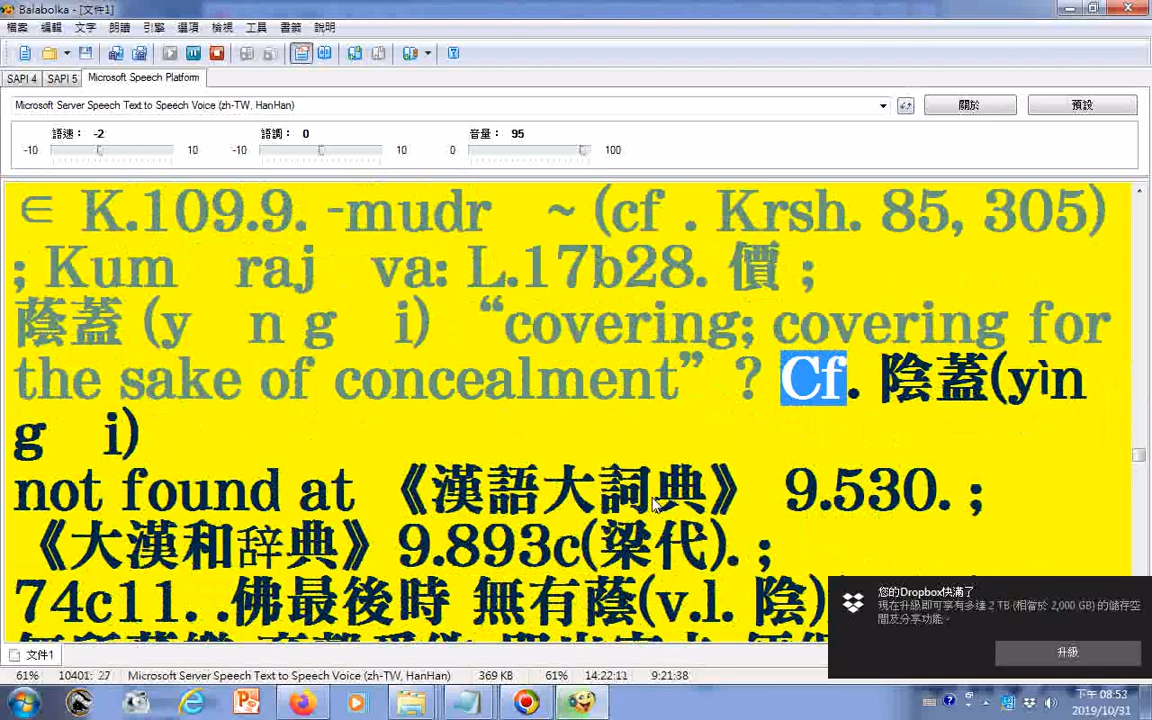 Balabolka - [文件1]
檔案 編輯 文字 朗讀 引擎 選項 檢視 工具 書籤 說明
SAPI 4 SAPI 5 Microsoft Speech Platform
Microsoft Server Speech Text to Speech Voice (zh-TW, HanHan) 關於 預設
語速： -2 語調： 0 音量： 95
-10 10 -10 10 0 100
∈ K.109.9. -mudr ~ (cf . Krsh. 85, 305)
; Kum raj va: L.17b28. 價 ;
蔭蓋 (y n g i) “covering; covering for
the sake of concealment” ? Cf. 陰蓋(yìn
g i)
not found at 《漢語大詞典》 9.530. ;
《大漢和辞典》9.893c(梁代). ;
74c11. .佛最後時 無有蔭(v.l. 陰)
您的Dropbox快滿了
現在升級即可享有多達 2 TB (相當於 2,000 GB) 的儲存空
間及分享功能。
升級
文件1
61% 10401: 27 Microsoft Server Speech Text to Speech Voice (zh-TW, HanHan) 369 KB 61% 14:22:11 9:21:38
下午 08:53
2019/10/31